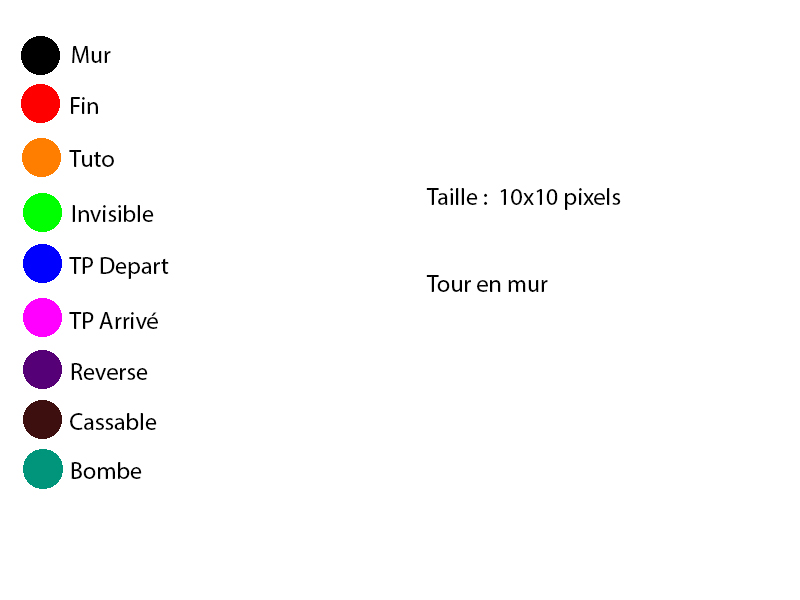 Mur
Fin
Tuto
Invisible
TP Depart
TP Arrivé
Reverse
Cassable
Bombe
Taille : 10x10 pixels
Tour en mur